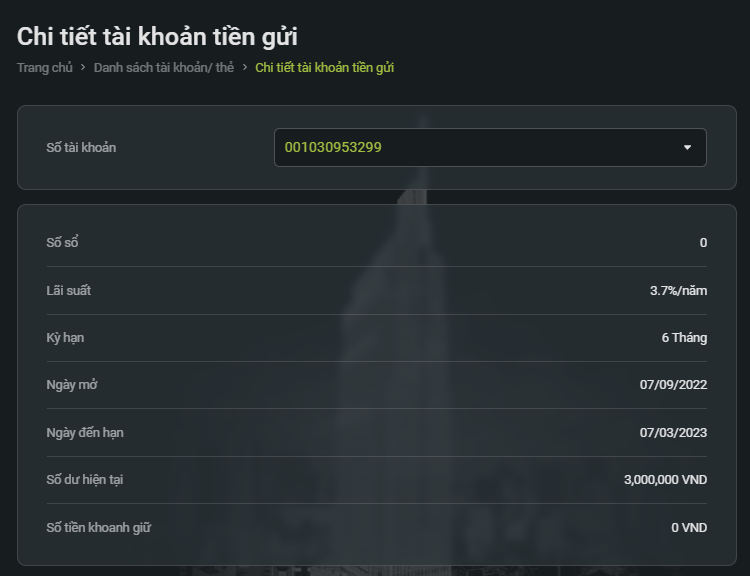 Chi tiết tài khoản tiền gửi
Trang chủ › Danh sách tài khoản/ thẻ › Chi tiết tài khoản tiền gửi
Số tài khoản 001030953299
Số sổ 0
Lãi suất 3.7%/năm
Kỳ hạn 6 Tháng
Ngày mở 07/09/2022
Ngày đến hạn 07/03/2023
Số dư hiện tại 3,000,000 VND
Số tiền khoanh giữ 0 VND